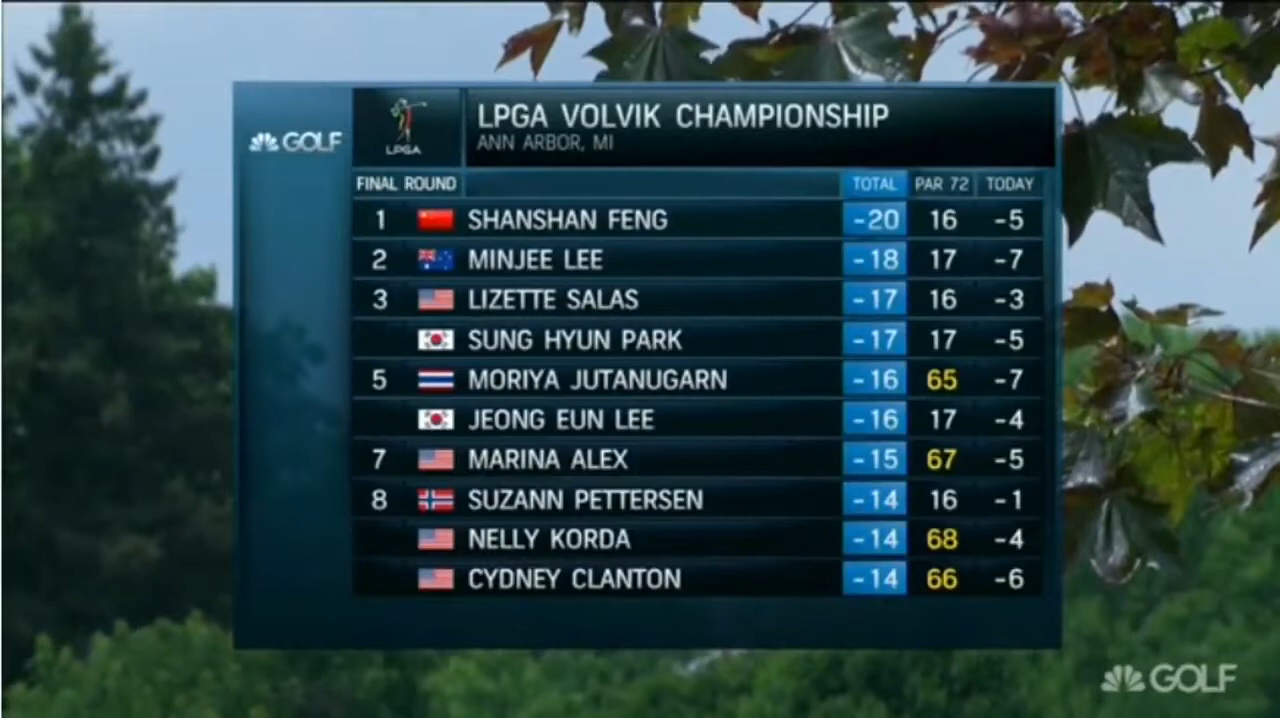 GOLF
LPGA
LPGA VOLVIK CHAMPIONSHIP
ANN ARBOR, MI
FINAL ROUND TOTAL PAR 72 TODAY
1 SHANSHAN FENG -20 16 -5
2 MINJEE LEE -18 17 -7
3 LIZETTE SALAS -17 16 -3
SUNG HYUN PARK -17 17 -5
5 MORIYA JUTANUGARN -16 65 -7
JEONG EUN LEE -16 17 -4
7 MARINA ALEX -15 67 -5
8 SUZANN PETTERSEN -14 16 -1
NELLY KORDA -14 68 -4
CYDNEY CLANTON -14 66 -6
GOLF